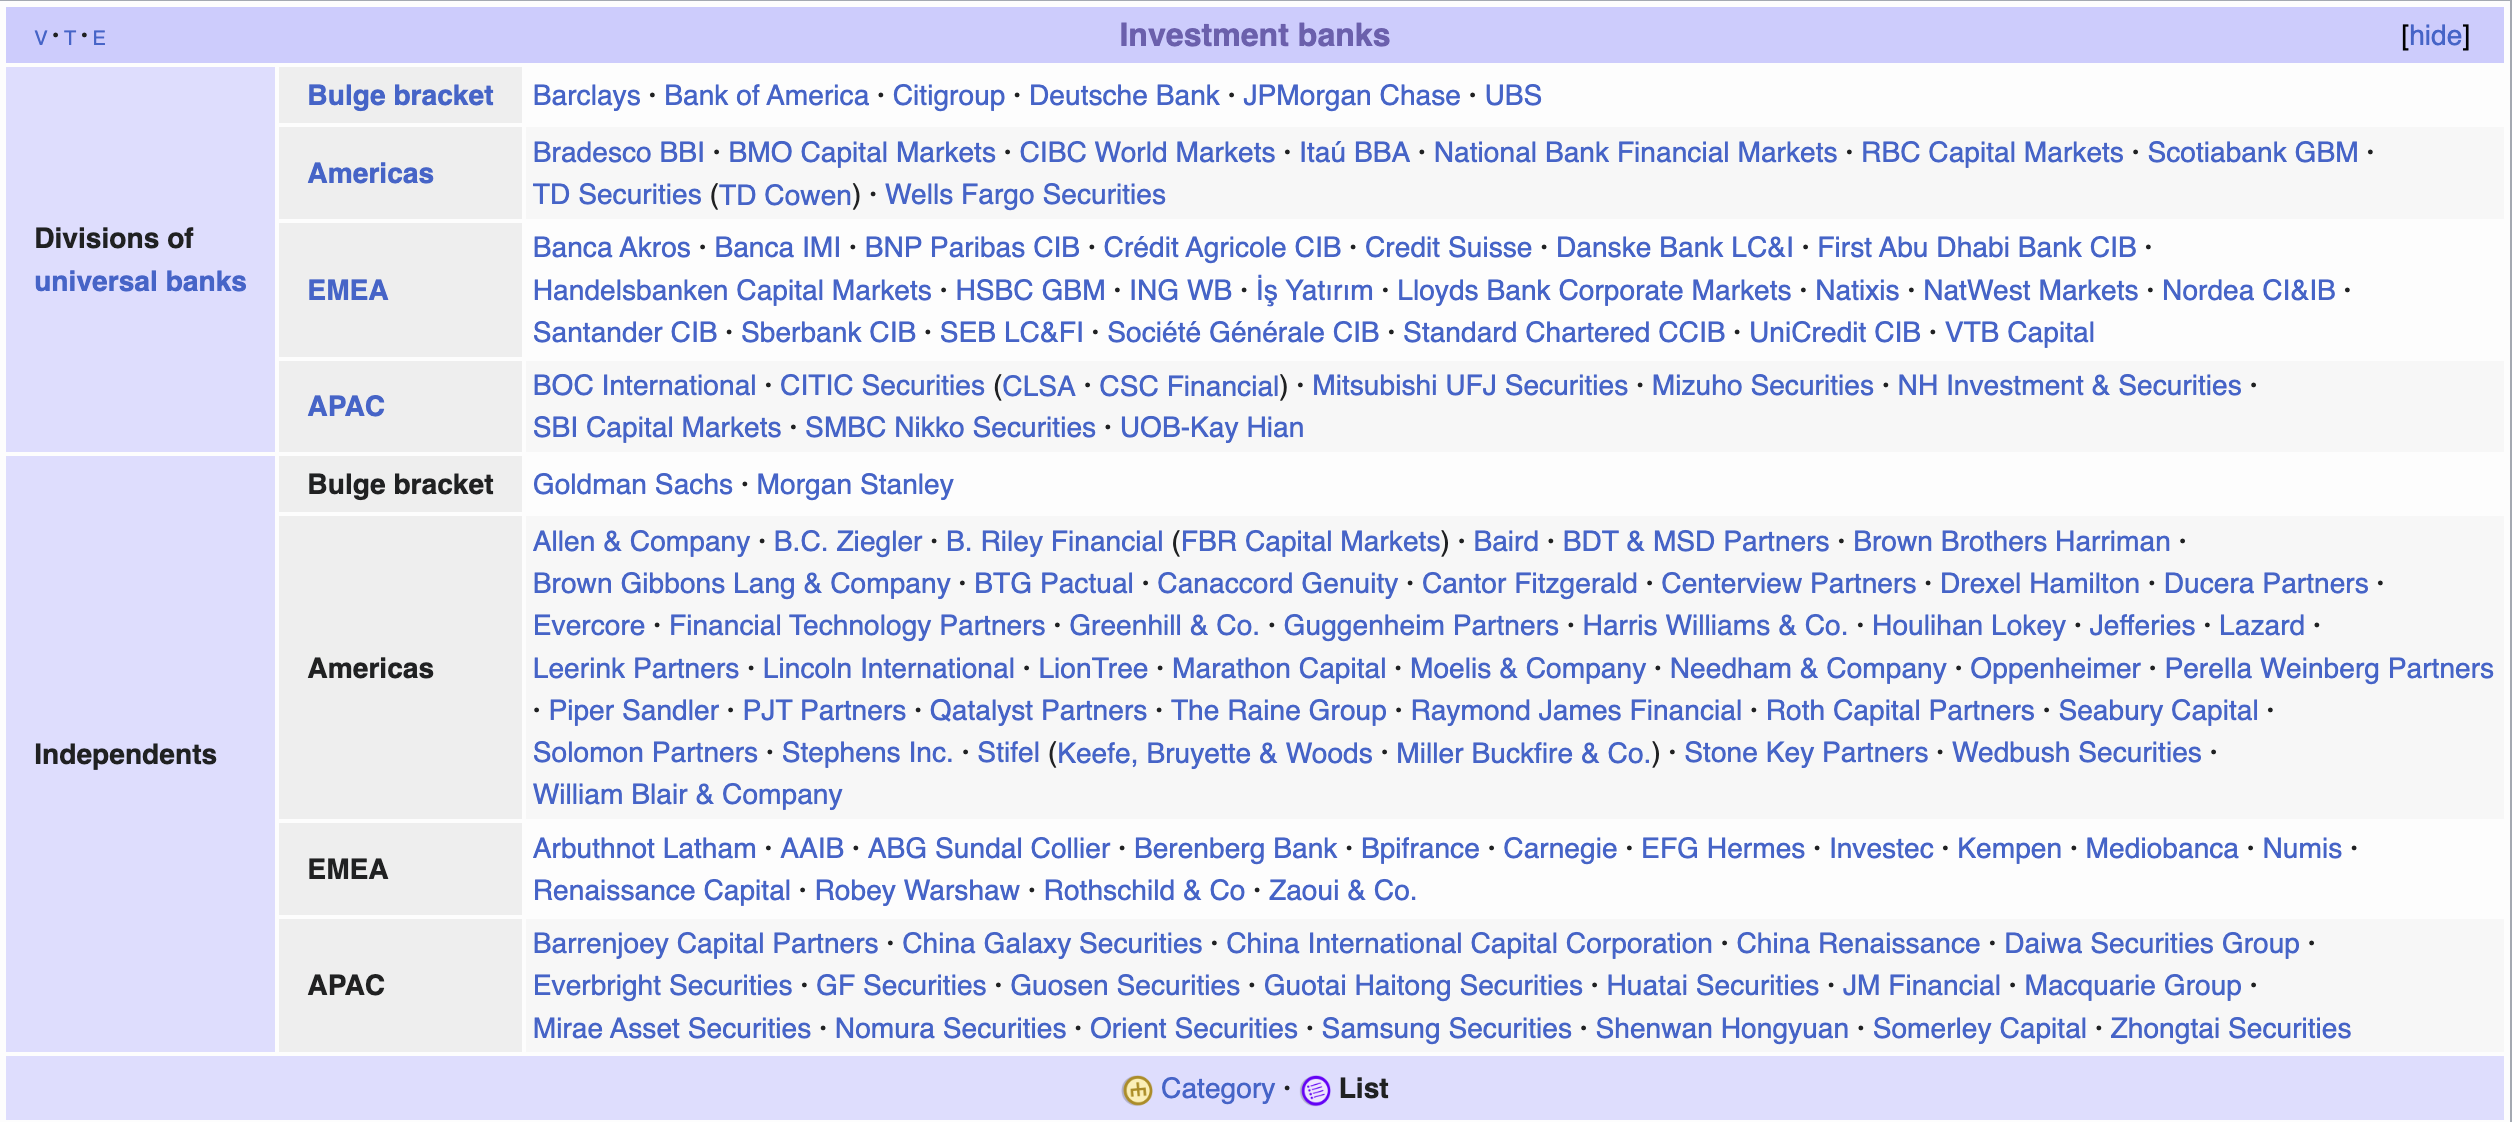 V · T · E
Investment banks
[hide]
Divisions of
universal banks
Bulge bracket
Barclays · Bank of America · Citigroup · Deutsche Bank · JPMorgan Chase · UBS
Americas
Bradesco BBI · BMO Capital Markets · CIBC World Markets · Itaú BBA · National Bank Financial Markets · RBC Capital Markets · Scotiabank GBM ·
TD Securities (TD Cowen) · Wells Fargo Securities
EMEA
Banca Akros · Banca IMI · BNP Paribas CIB · Crédit Agricole CIB · Credit Suisse · Danske Bank LC&I · First Abu Dhabi Bank CIB ·
Handelsbanken Capital Markets · HSBC GBM · ING WB · İş Yatırım · Lloyds Bank Corporate Markets · Natixis · NatWest Markets · Nordea CI&IB ·
Santander CIB · Sberbank CIB · SEB LC&FI · Société Générale CIB · Standard Chartered CCIB · UniCredit CIB · VTB Capital
APAC
BOC International · CITIC Securities (CLSA · CSC Financial) · Mitsubishi UFJ Securities · Mizuho Securities · NH Investment & Securities ·
SBI Capital Markets · SMBC Nikko Securities · UOB-Kay Hian
Independents
Bulge bracket
Goldman Sachs · Morgan Stanley
Americas
Allen & Company · B.C. Ziegler · B. Riley Financial (FBR Capital Markets) · Baird · BDT & MSD Partners · Brown Brothers Harriman ·
Brown Gibbons Lang & Company · BTG Pactual · Canaccord Genuity · Cantor Fitzgerald · Centerview Partners · Drexel Hamilton · Ducera Partners ·
Evercore · Financial Technology Partners · Greenhill & Co. · Guggenheim Partners · Harris Williams & Co. · Houlihan Lokey · Jefferies · Lazard ·
Leerink Partners · Lincoln International · LionTree · Marathon Capital · Moelis & Company · Needham & Company · Oppenheimer · Perella Weinberg Partners
· Piper Sandler · PJT Partners · Qatalyst Partners · The Raine Group · Raymond James Financial · Roth Capital Partners · Seabury Capital ·
Solomon Partners · Stephens Inc. · Stifel (Keefe, Bruyette & Woods · Miller Buckfire & Co.) · Stone Key Partners · Wedbush Securities ·
William Blair & Company
EMEA
Arbuthnot Latham · AAIB · ABG Sundal Collier · Berenberg Bank · Bpifrance · Carnegie · EFG Hermes · Investec · Kempen · Mediobanca · Numis ·
Renaissance Capital · Robey Warshaw · Rothschild & Co · Zaoui & Co.
APAC
Barrenjoey Capital Partners · China Galaxy Securities · China International Capital Corporation · China Renaissance · Daiwa Securities Group ·
Everbright Securities · GF Securities · Guosen Securities · Guotai Haitong Securities · Huatai Securities · JM Financial · Macquarie Group ·
Mirae Asset Securities · Nomura Securities · Orient Securities · Samsung Securities · Shenwan Hongyuan · Somerley Capital · Zhongtai Securities
Category · List